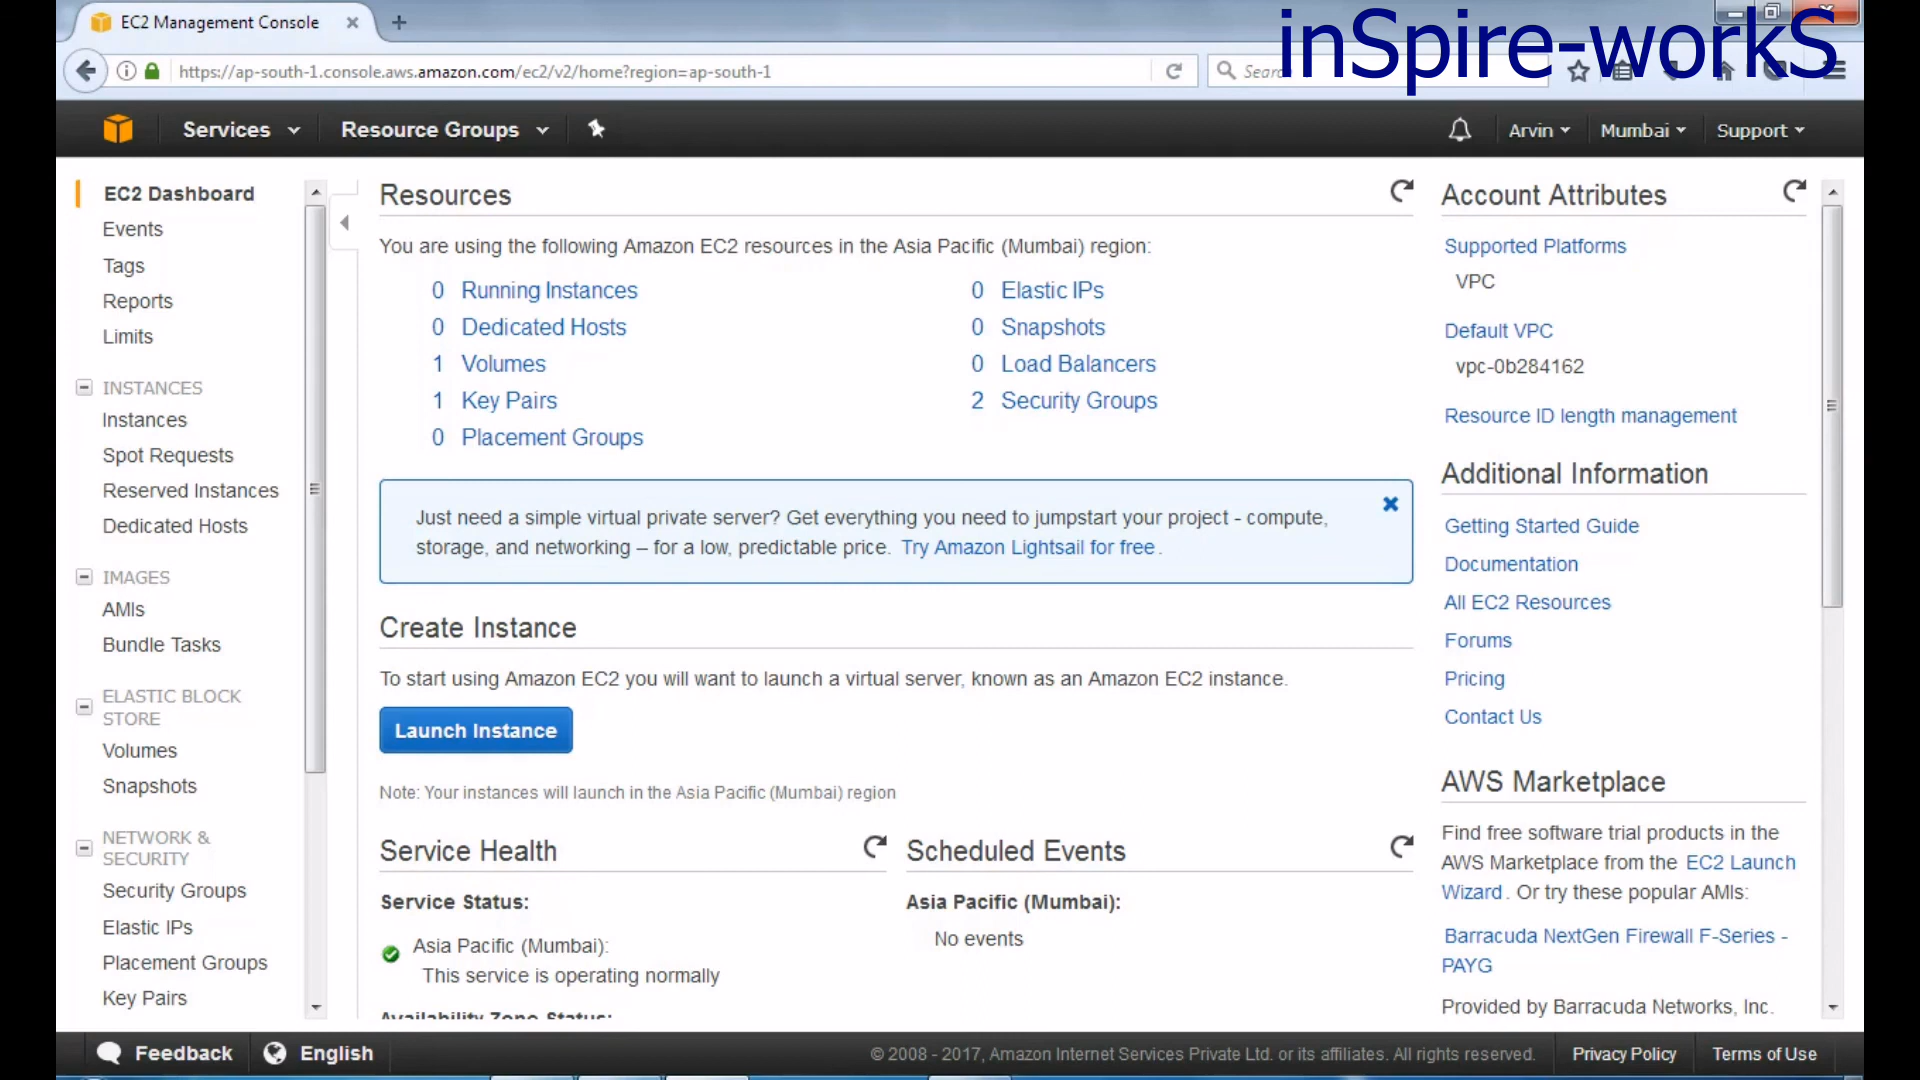 EC2 Management Console
inSpire-workS
https://ap-south-1.console.aws.amazon.com/ec2/v2/home?region=ap-south-1
Search
Services
Resource Groups
Arvin
Mumbai
Support
EC2 Dashboard
Events
Tags
Reports
Limits
INSTANCES
Instances
Spot Requests
Reserved Instances
Dedicated Hosts
IMAGES
AMIs
Bundle Tasks
ELASTIC BLOCK
STORE
Volumes
Snapshots
NETWORK &
SECURITY
Security Groups
Elastic IPs
Placement Groups
Key Pairs
Resources
You are using the following Amazon EC2 resources in the Asia Pacific (Mumbai) region:
0 Running Instances
0 Elastic IPs
0 Dedicated Hosts
0 Snapshots
1 Volumes
0 Load Balancers
1 Key Pairs
2 Security Groups
0 Placement Groups
Just need a simple virtual private server? Get everything you need to jumpstart your project - compute,
storage, and networking – for a low, predictable price. Try Amazon Lightsail for free.
Create Instance
To start using Amazon EC2 you will want to launch a virtual server, known as an Amazon EC2 instance.
Launch Instance
Note: Your instances will launch in the Asia Pacific (Mumbai) region
Service Health
Service Status:
Asia Pacific (Mumbai):
This service is operating normally
Availability Zone Status:
Scheduled Events
Asia Pacific (Mumbai):
No events
Account Attributes
Supported Platforms
VPC
Default VPC
vpc-0b284162
Resource ID length management
Additional Information
Getting Started Guide
Documentation
All EC2 Resources
Forums
Pricing
Contact Us
AWS Marketplace
Find free software trial products in the
AWS Marketplace from the EC2 Launch
Wizard. Or try these popular AMIs:
Barracuda NextGen Firewall F-Series -
PAYG
Provided by Barracuda Networks, Inc.
Feedback
English
© 2008 - 2017, Amazon Internet Services Private Ltd. or its affiliates. All rights reserved.
Privacy Policy
Terms of Use